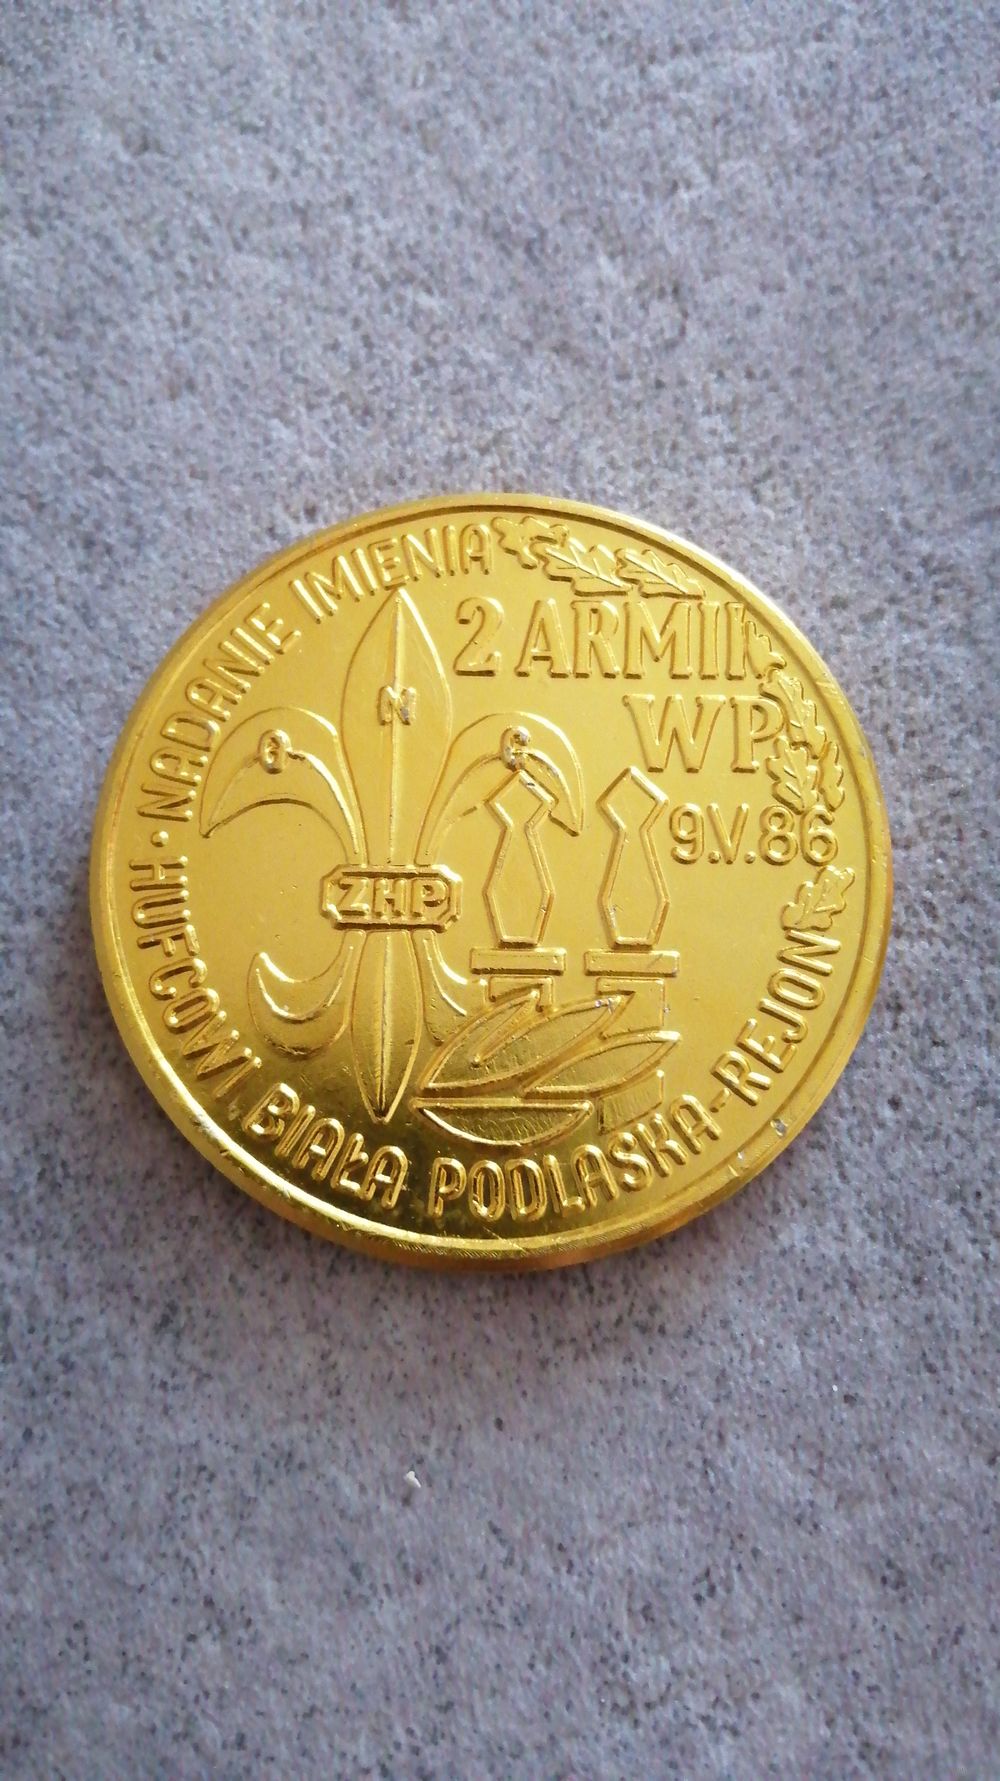 NADANIE IMIENIA
2 ARMII
WP
9.V.86
O N C
ZHP
HUFCOWI BIAŁA PODLASKA-REJON